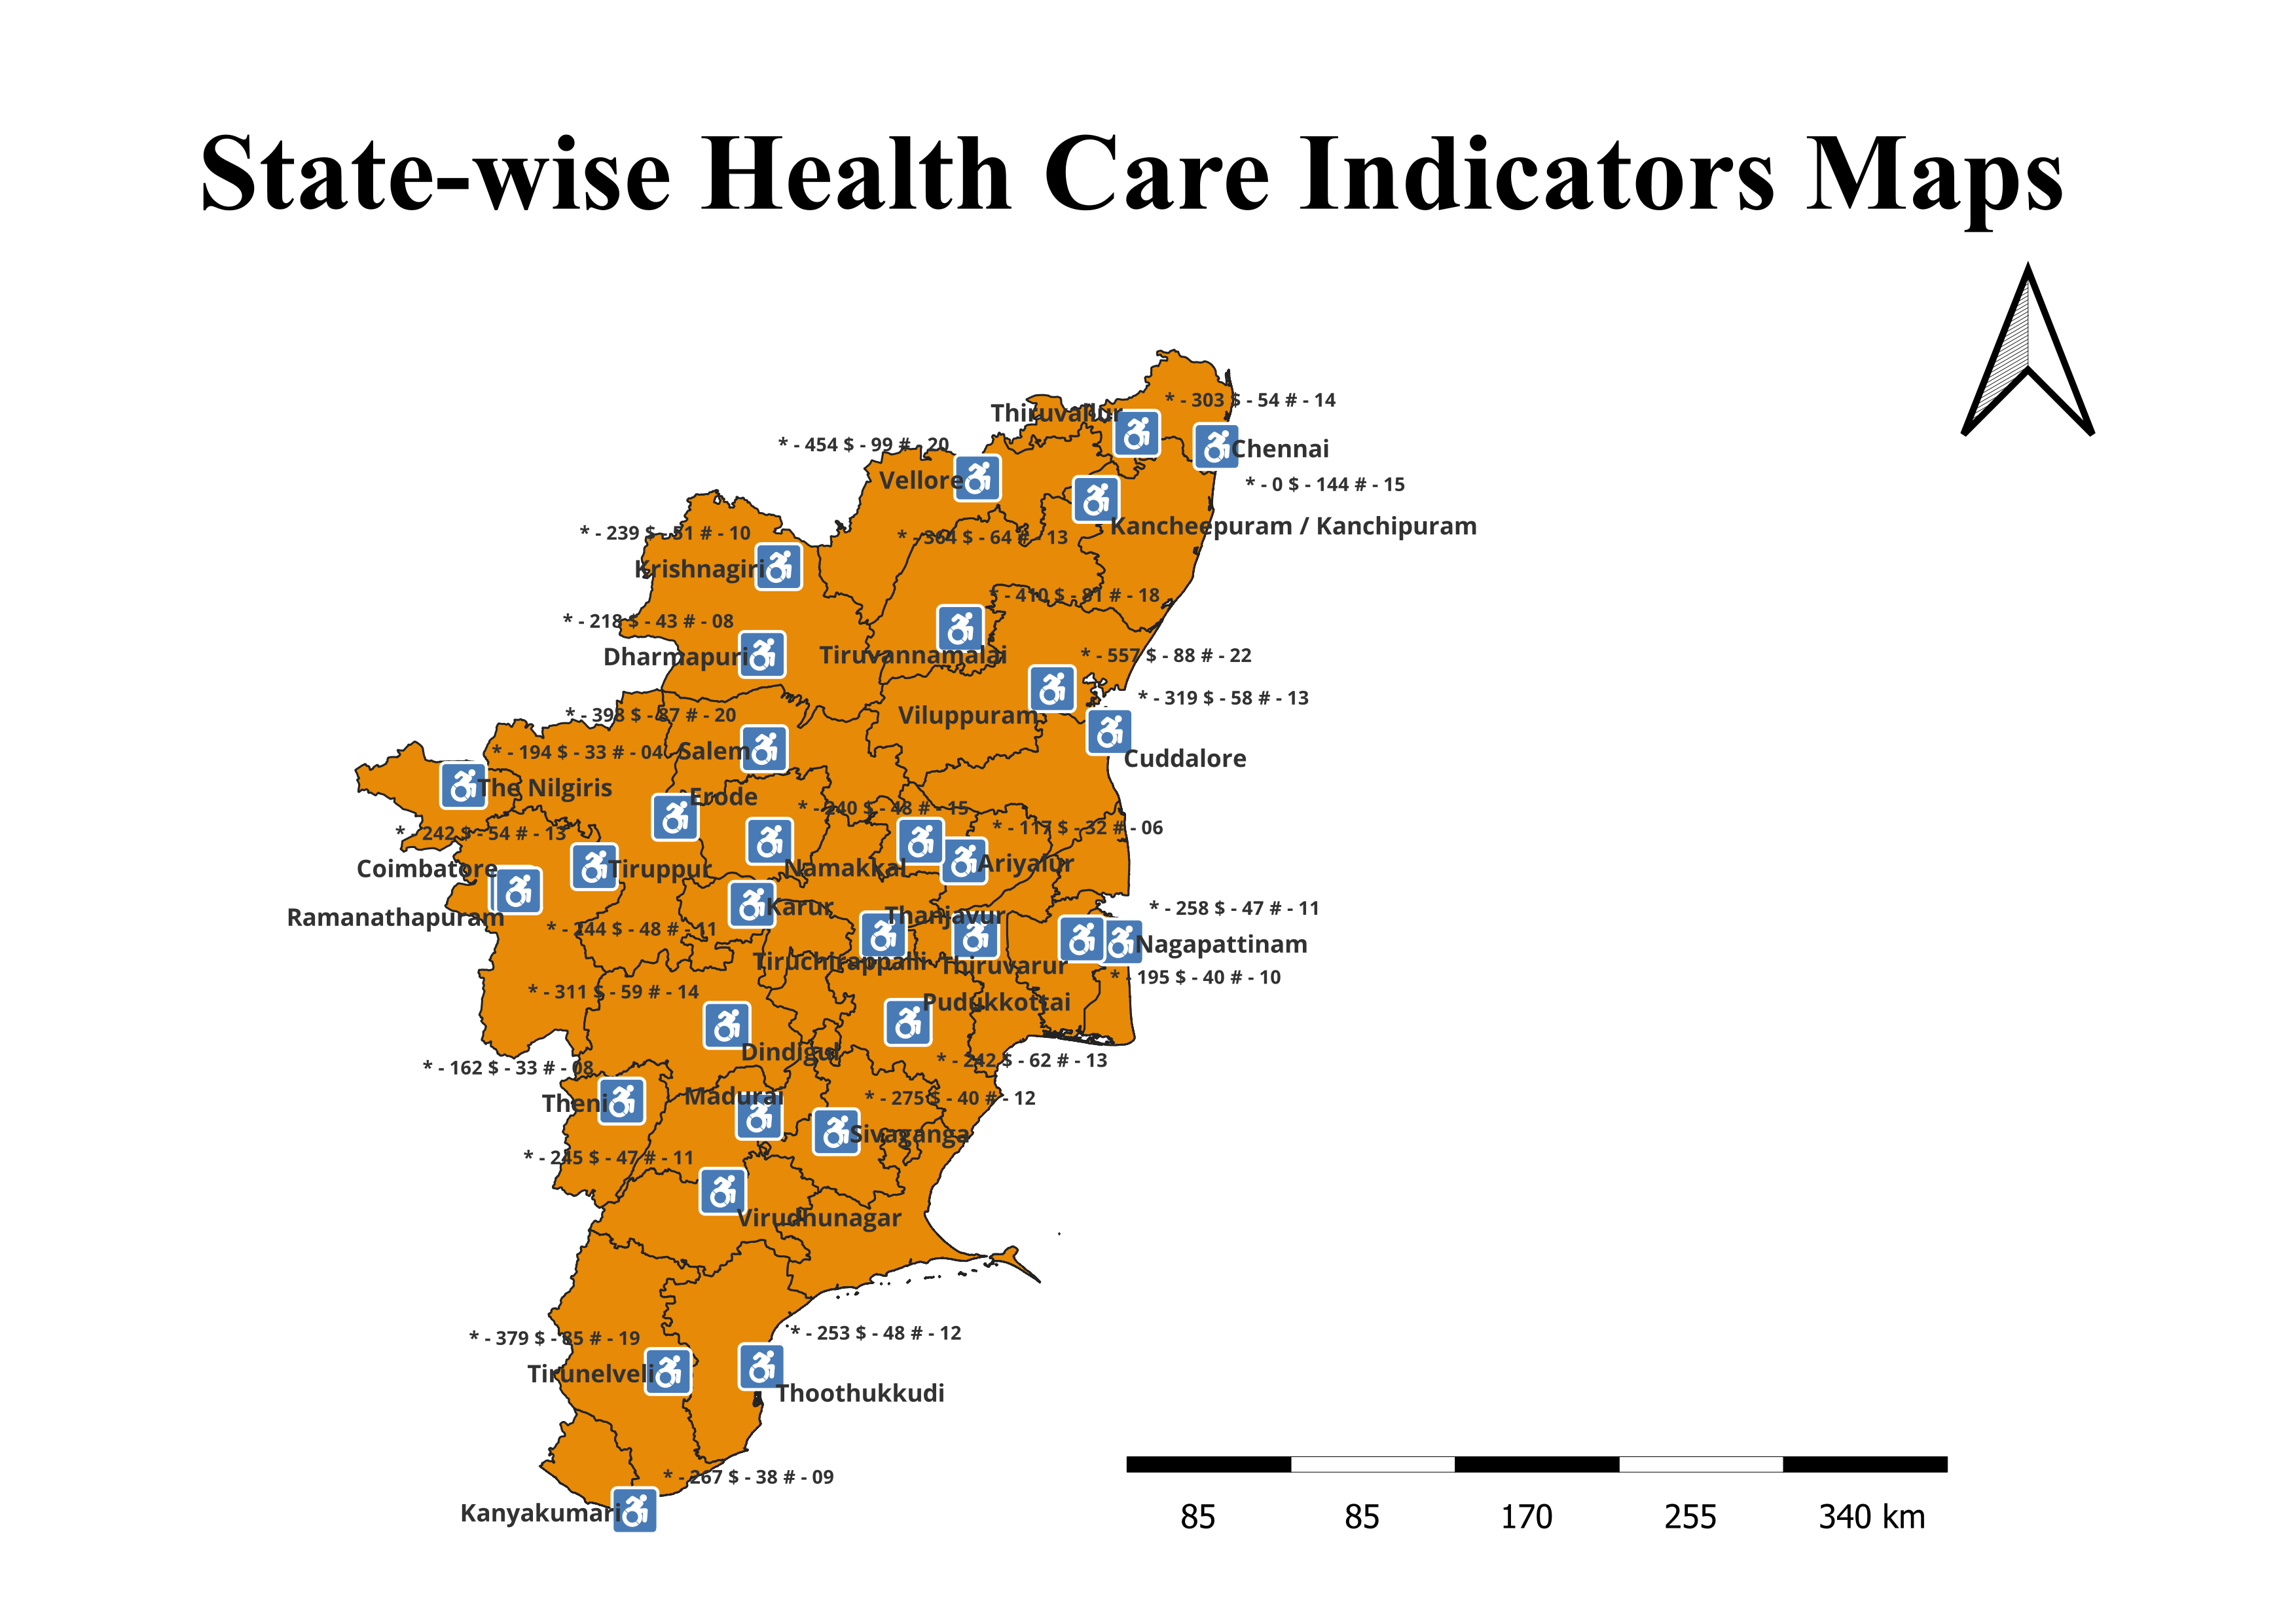 State-wise Health Care Indicators Maps
* - 303 $ - 54 # - 14
Thiruvallur
* - 454 $ - 99 # - 20
Chennai
Vellore
* - 0 $ - 144 # - 15
Kancheepuram / Kanchipuram
* - 239 $ - 51 # - 10
* - 364 $ - 64 # - 13
Krishnagiri
* - 410 $ - 81 # - 18
* - 218 $ - 43 # - 08
Dharmapuri
Tiruvannamalai
* - 557 $ - 88 # - 22
* - 319 $ - 58 # - 13
* - 398 $ - 87 # - 20
Viluppuram
* - 194 $ - 33 # - 04
Salem
Cuddalore
The Nilgiris
Erode
* - 240 $ - 48 # - 15
* - 242 $ - 54 # - 13
* - 117 $ - 32 # - 06
Coimbatore
Tiruppur
Namakkal
Ariyalur
Ramanathapuram
Karur
Thanjavur
* - 258 $ - 47 # - 11
* - 244 $ - 48 # - 11
Nagapattinam
Tiruchirappalli
Thiruvarur
* - 195 $ - 40 # - 10
* - 311 $ - 59 # - 14
Pudukkottai
Dindigul
* - 242 $ - 62 # - 13
* - 162 $ - 33 # - 08
Theni
Madurai
* - 275 $ - 40 # - 12
Sivaganga
* - 245 $ - 47 # - 11
Virudhunagar
* - 379 $ - 85 # - 19
* - 253 $ - 48 # - 12
Tirunelveli
Thoothukkudi
* - 267 $ - 38 # - 09
Kanyakumari
85 85 170 255 340 km